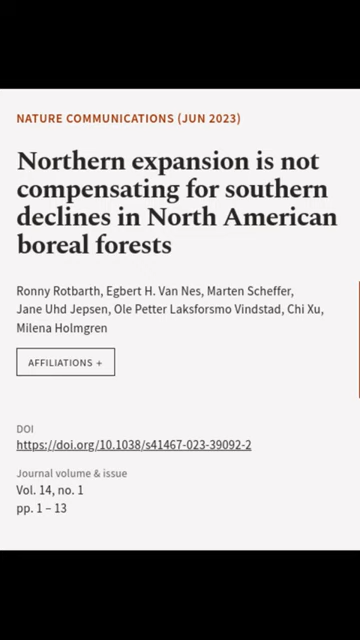 NATURE COMMUNICATIONS (JUN 2023)
Northern expansion is not
compensating for southern
declines in North American
boreal forests
Ronny Rotbarth, Egbert H. Van Nes, Marten Scheffer,
Jane Uhd Jepsen, Ole Petter Laksforsmo Vindstad, Chi Xu,
Milena Holmgren
AFFILIATIONS +
DOI
https://doi.org/10.1038/s41467-023-39092-2
Journal volume & issue
Vol. 14, no. 1
pp. 1 – 13